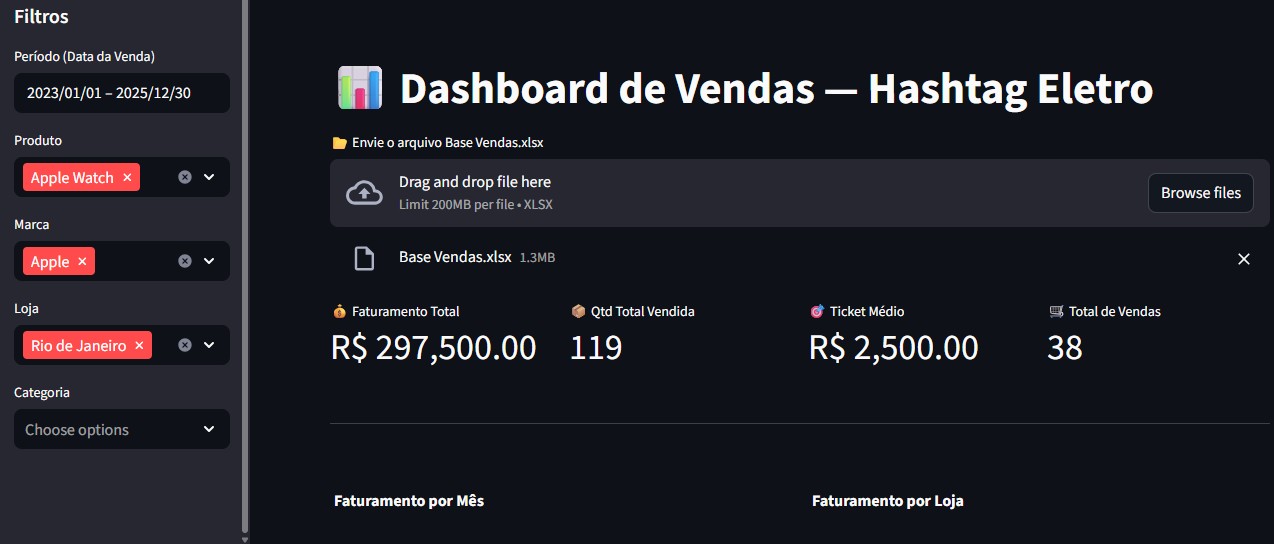 Filtros
Período (Data da Venda)
2023/01/01 – 2025/12/30
Produto
Apple Watch
Marca
Apple
Loja
Rio de Janeiro
Categoria
Choose options
Dashboard de Vendas — Hashtag Eletro
Envie o arquivo Base Vendas.xlsx
Drag and drop file here
Limit 200MB per file • XLSX
Browse files
Base Vendas.xlsx 1.3MB
Faturamento Total
R$ 297,500.00
Qtd Total Vendida
119
Ticket Médio
R$ 2,500.00
Total de Vendas
38
Faturamento por Mês
Faturamento por Loja